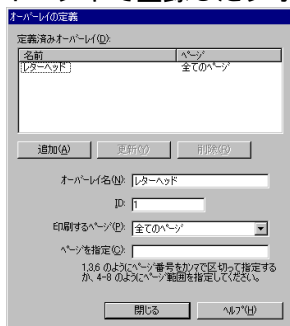 オーバーレイの定義
定義済みオーバーレイ(D):
名前 ページ
レターヘッド 全てのページ
追加(A) 更新(Y) 削除(R)
オーバーレイ名(N): レターヘッド
ID: 1
印刷するページ(P): 全てのページ
ページを指定(C):
1,3,6 のようにページ番号をカンマで区切って指定する
か、4-8 のようにページ範囲を指定してください。
閉じる ヘルプ(H)